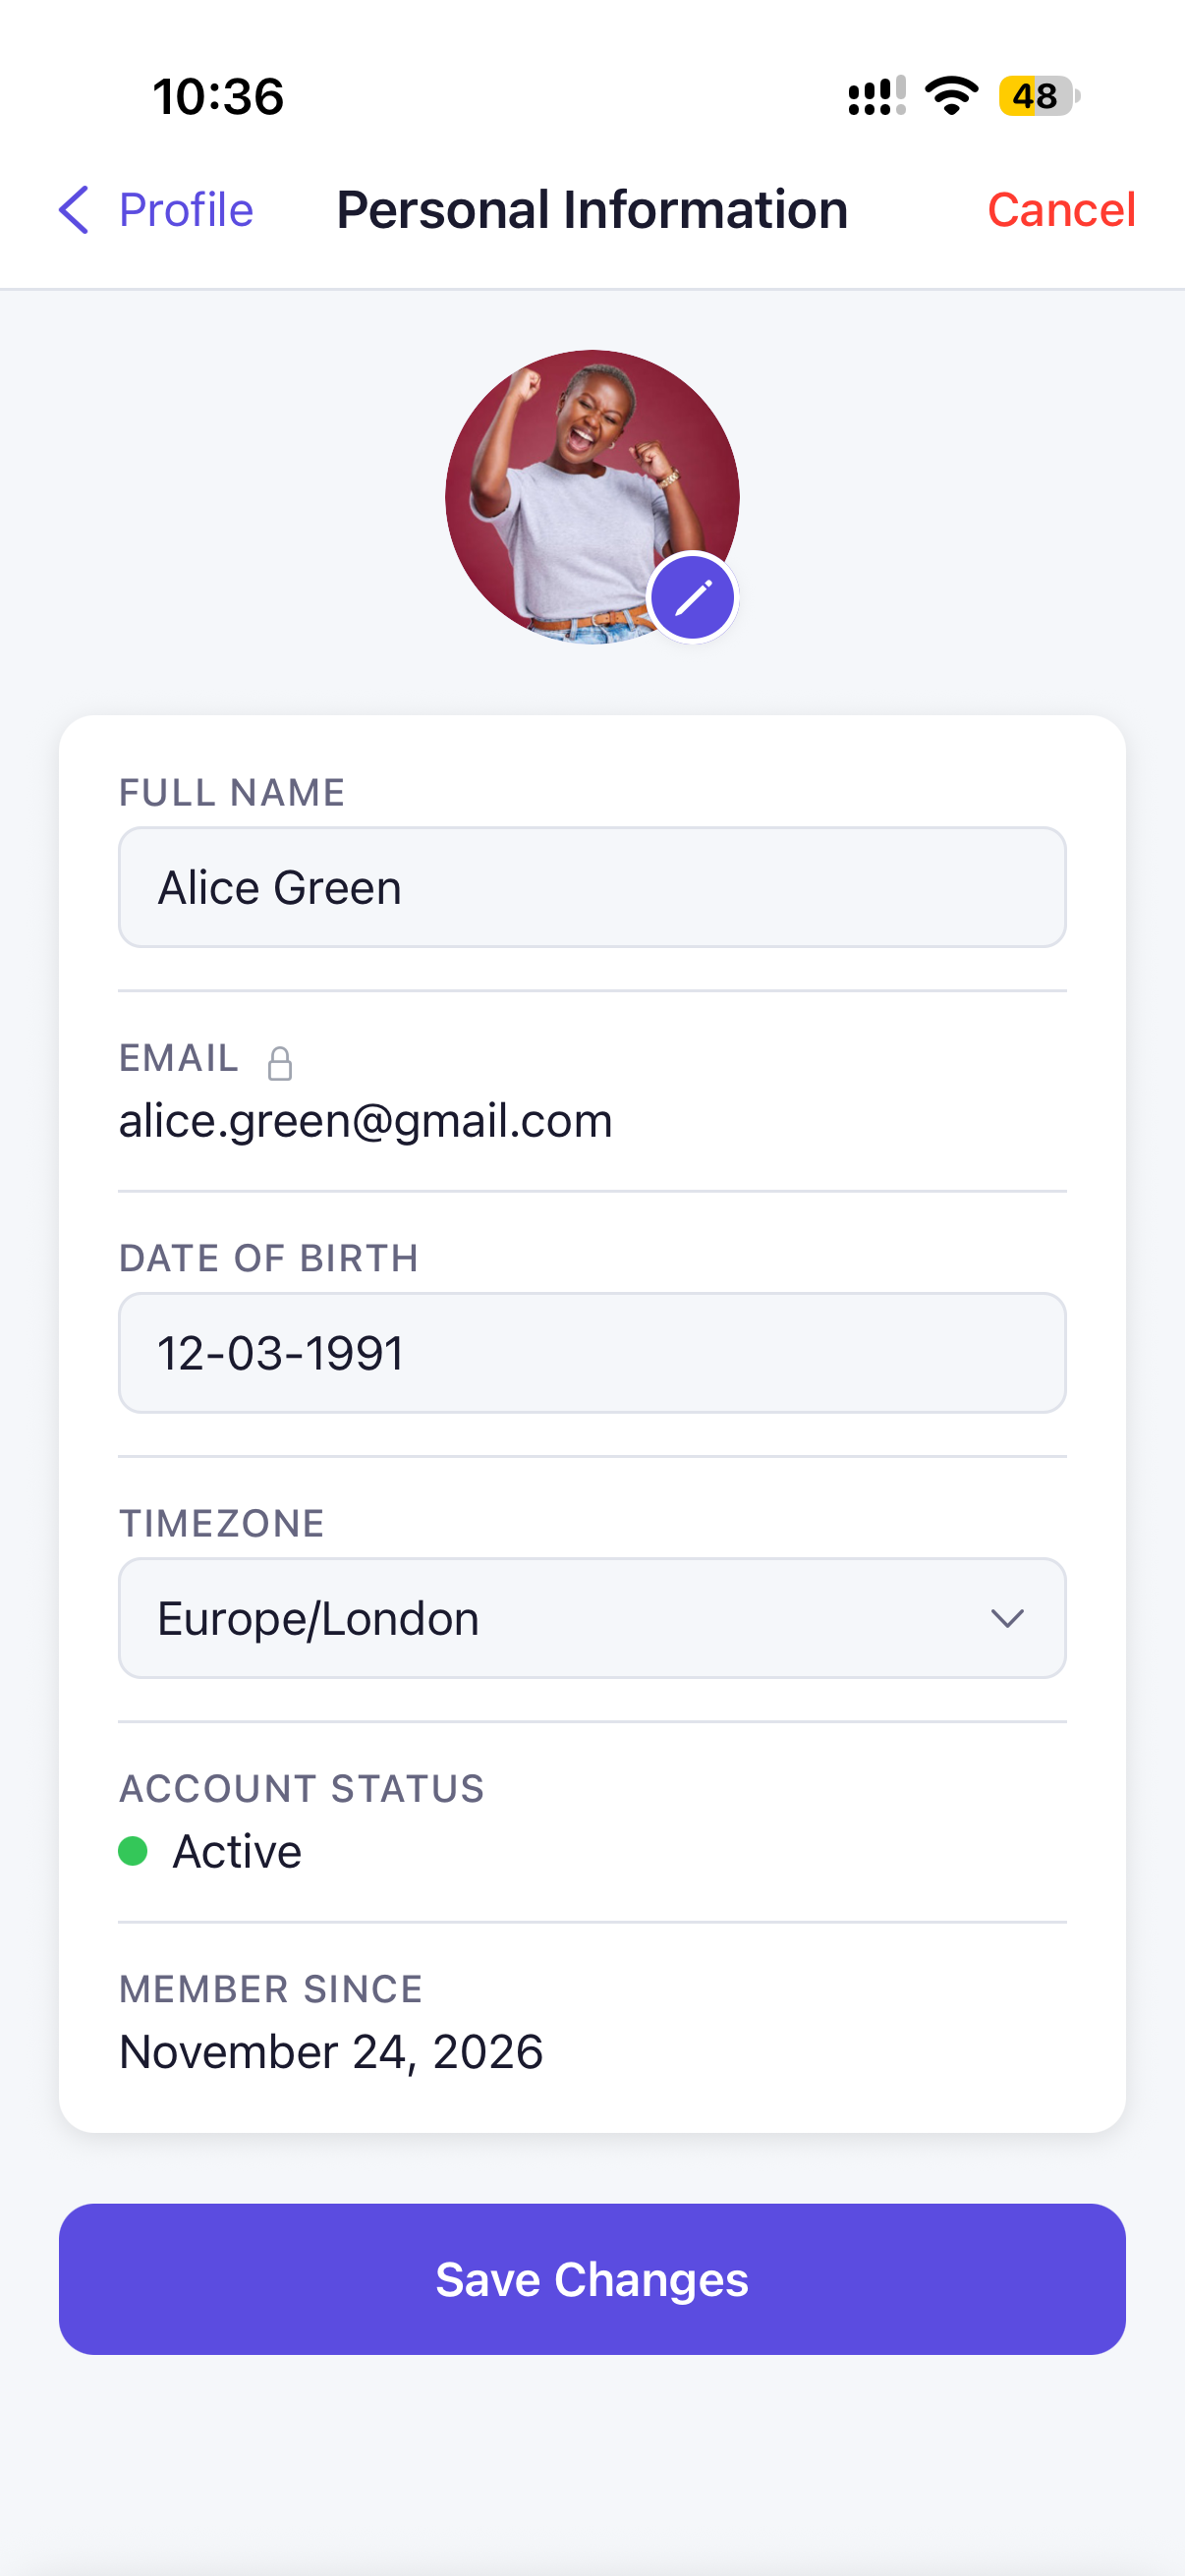 10:36
48
Profile
Personal Information
Cancel
FULL NAME
Alice Green
EMAIL
alice.green@gmail.com
DATE OF BIRTH
12-03-1991
TIMEZONE
Europe/London
ACCOUNT STATUS
Active
MEMBER SINCE
November 24, 2026
Save Changes